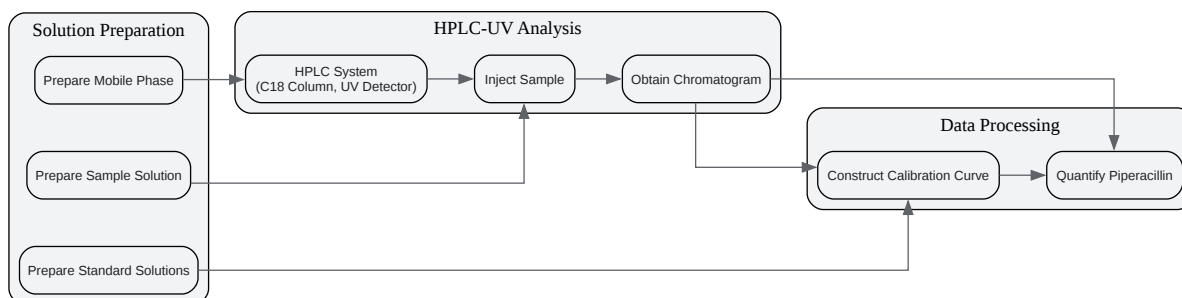 Solution Preparation
Prepare Mobile Phase
Prepare Sample Solution
Prepare Standard Solutions
HPLC-UV Analysis
HPLC System
(C18 Column, UV Detector)
Inject Sample
Obtain Chromatogram
Data Processing
Construct Calibration Curve
Quantify Piperacillin